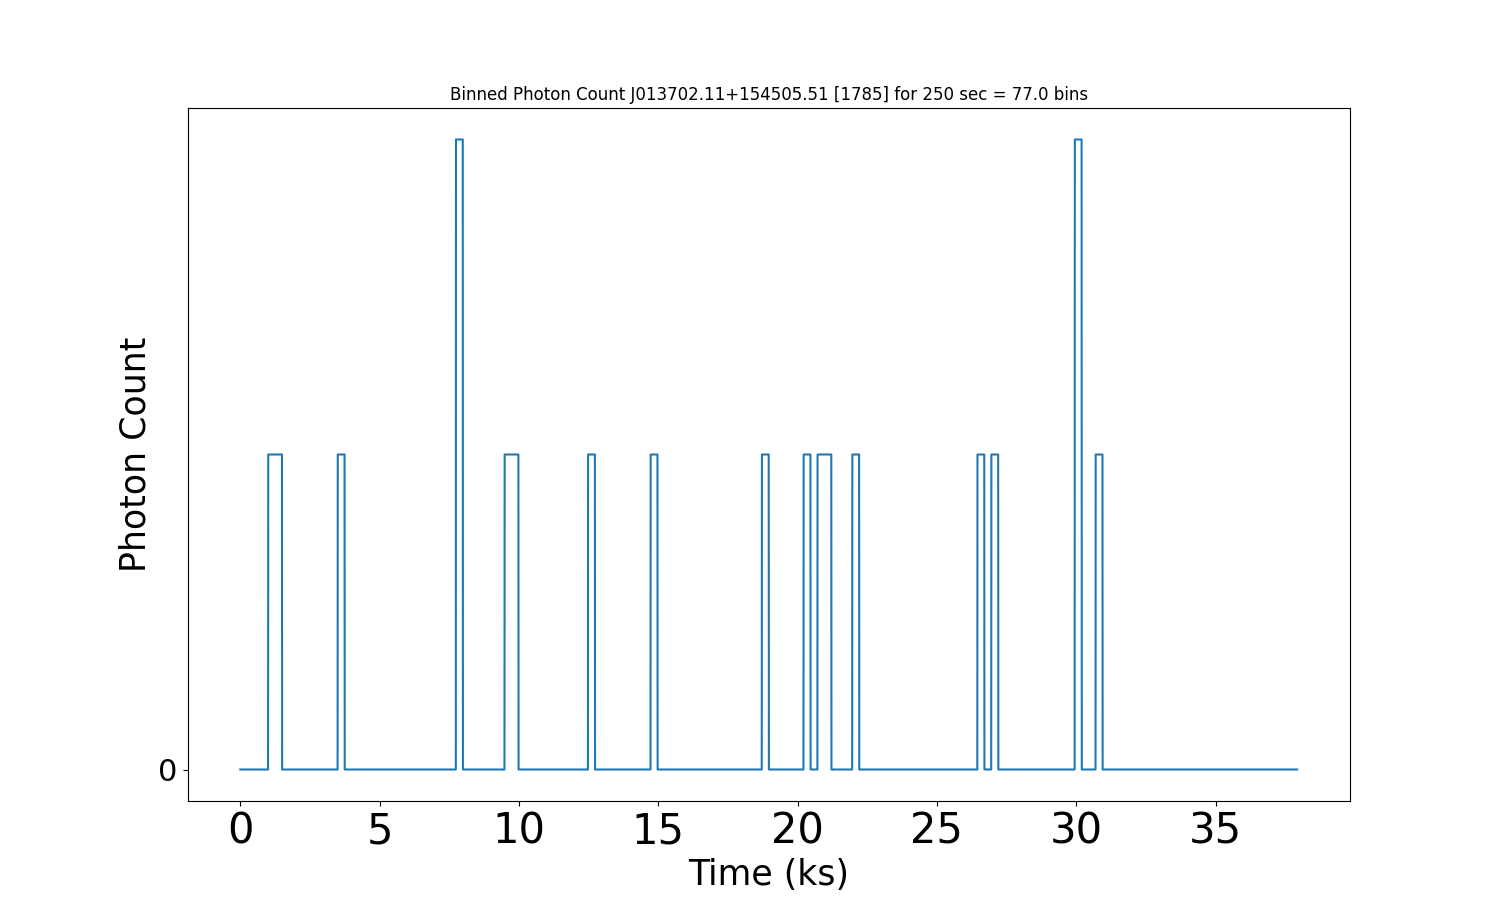 Binned Photon Count J013702.11+154505.51 [1785] for 250 sec = 77.0 bins
Photon Count
0
0 5 10 15 20 25 30 35
Time (ks)